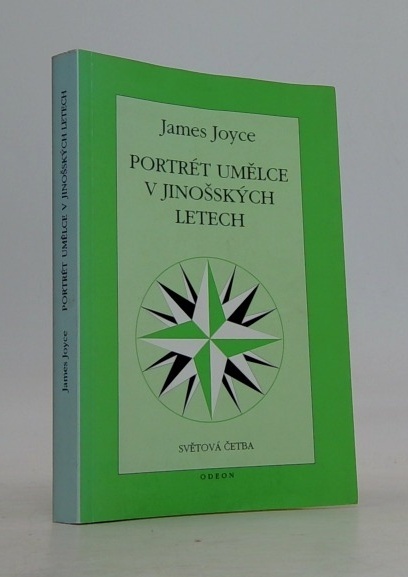 James Joyce
PORTRÉT UMĚLCE
V JINOŠSKÝCH
LETECH
SVĚTOVÁ ČETBA
ODEON
James Joyce PORTRÉT UMĚLCE V JINOŠSKÝCH LETECH